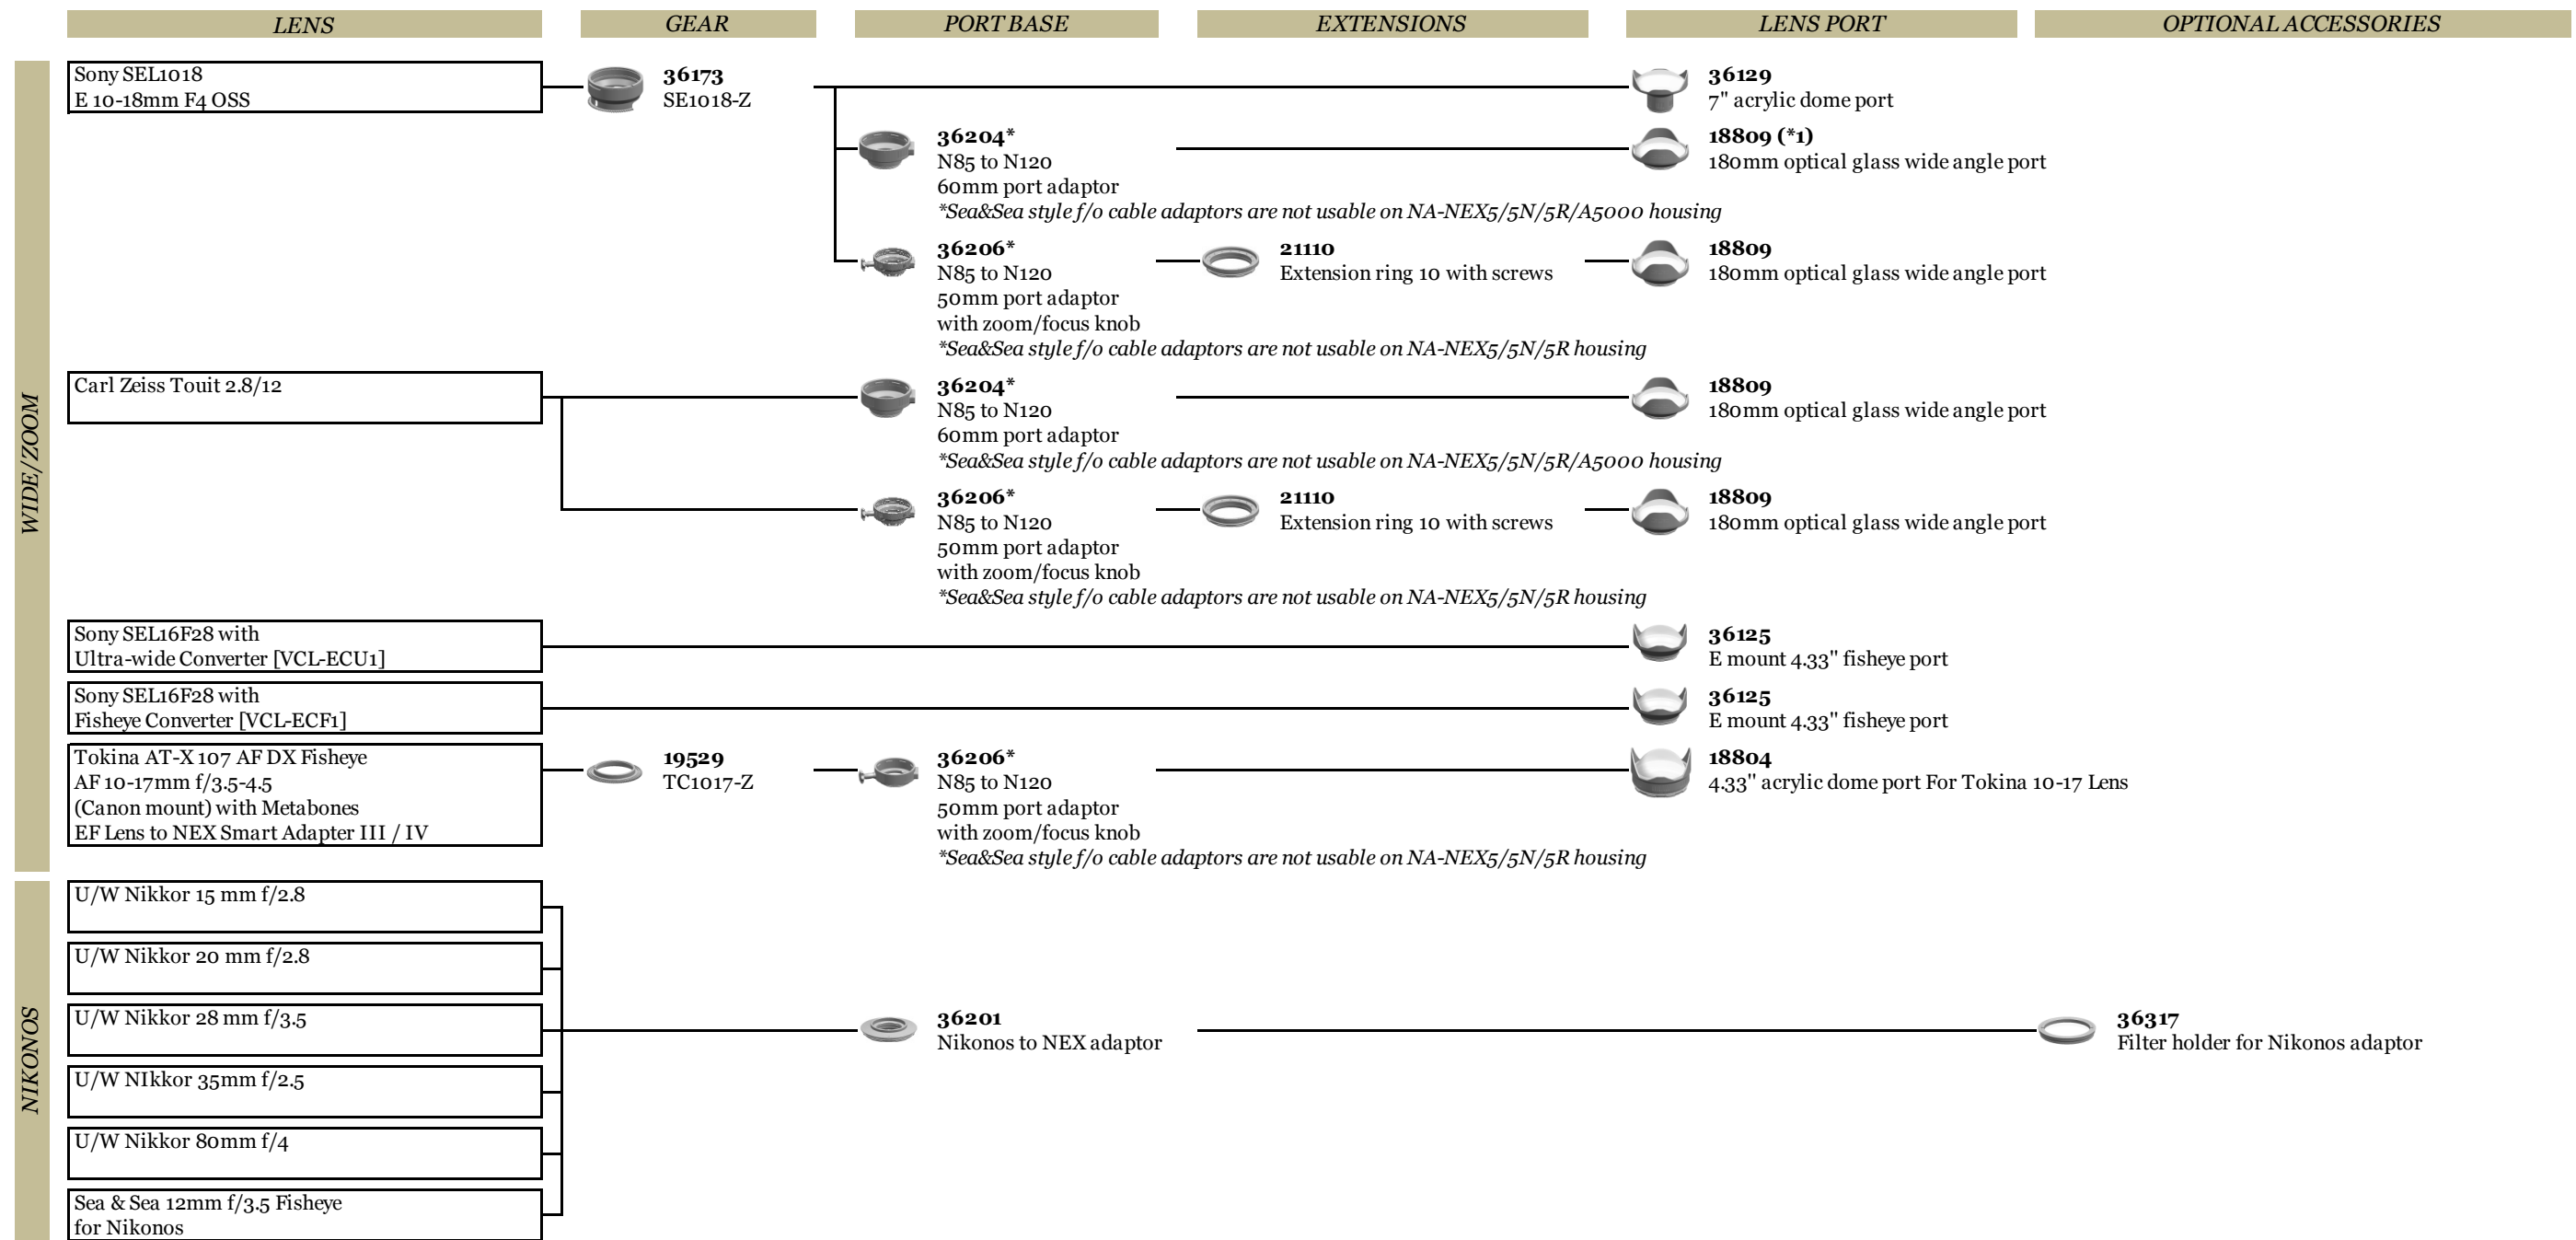 LENS
GEAR
PORT BASE
EXTENSIONS
LENS PORT
OPTIONAL ACCESSORIES
WIDE/ZOOM
Sony SEL1018
E 10-18mm F4 OSS
36173
SE1018-Z
36129
7" acrylic dome port
36204*
N85 to N120
60mm port adaptor
*Sea&Sea style f/o cable adaptors are not usable on NA-NEX5/5N/5R/A5000 housing
18809 (*1)
180mm optical glass wide angle port
36206*
N85 to N120
50mm port adaptor
with zoom/focus knob
*Sea&Sea style f/o cable adaptors are not usable on NA-NEX5/5N/5R housing
21110
Extension ring 10 with screws
18809
180mm optical glass wide angle port
Carl Zeiss Touit 2.8/12
36204*
N85 to N120
60mm port adaptor
*Sea&Sea style f/o cable adaptors are not usable on NA-NEX5/5N/5R/A5000 housing
18809
180mm optical glass wide angle port
36206*
N85 to N120
50mm port adaptor
with zoom/focus knob
*Sea&Sea style f/o cable adaptors are not usable on NA-NEX5/5N/5R housing
21110
Extension ring 10 with screws
18809
180mm optical glass wide angle port
Sony SEL16F28 with
Ultra-wide Converter [VCL-ECU1]
36125
E mount 4.33" fisheye port
Sony SEL16F28 with
Fisheye Converter [VCL-ECF1]
36125
E mount 4.33" fisheye port
Tokina AT-X 107 AF DX Fisheye
AF 10-17mm f/3.5-4.5
(Canon mount) with Metabones
EF Lens to NEX Smart Adapter III / IV
19529
TC1017-Z
36206*
N85 to N120
50mm port adaptor
with zoom/focus knob
*Sea&Sea style f/o cable adaptors are not usable on NA-NEX5/5N/5R housing
18804
4.33" acrylic dome port For Tokina 10-17 Lens
NIKONOS
U/W Nikkor 15 mm f/2.8
U/W Nikkor 20 mm f/2.8
U/W Nikkor 28 mm f/3.5
U/W NIkkor 35mm f/2.5
U/W Nikkor 80mm f/4
Sea & Sea 12mm f/3.5 Fisheye
for Nikonos
36201
Nikonos to NEX adaptor
36317
Filter holder for Nikonos adaptor